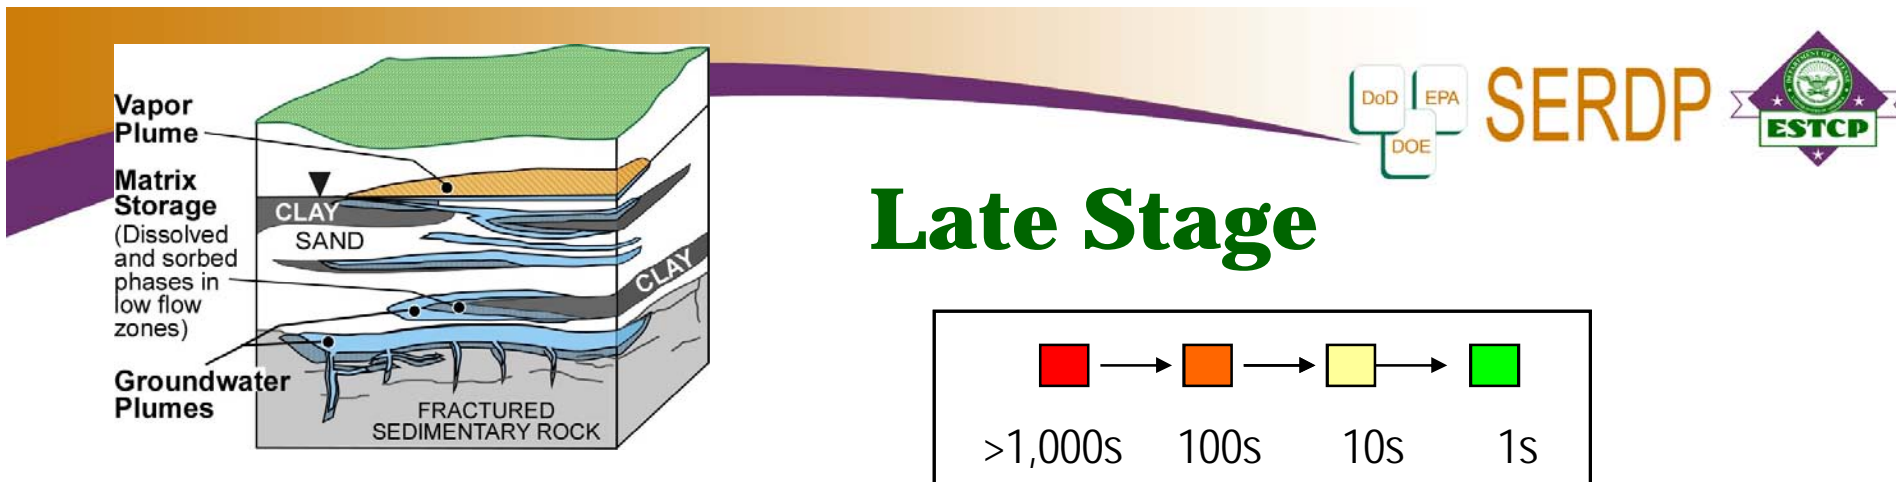 Vapor
Plume
Matrix
Storage
(Dissolved
and sorbed
phases in
low flow
zones)
Groundwater
Plumes
CLAY
SAND
CLAY
FRACTURED
SEDIMENTARY ROCK
DoD
EPA
DOE
SERDP
ESTCP
Late Stage
>1,000s 100s 10s 1s